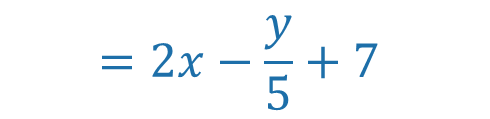 = 2x − y/5 + 7